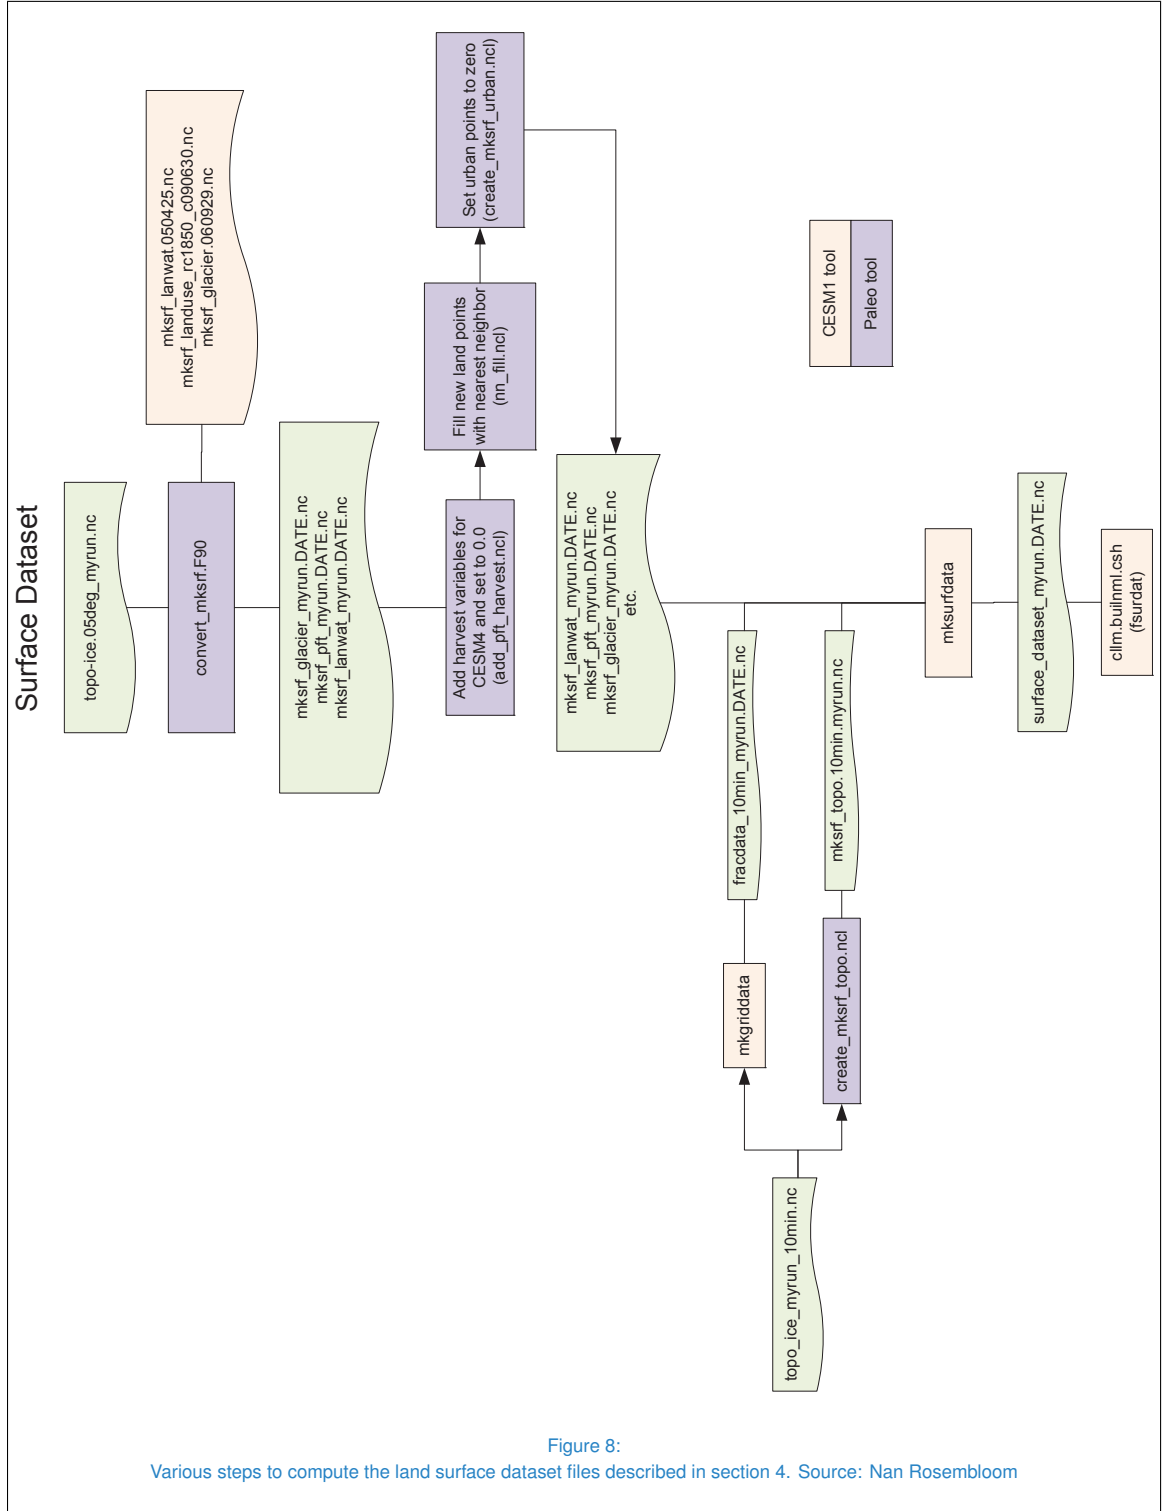 Surface Dataset
topo-ice.05deg_myrun.nc
convert_mksrf.F90
mksrf_lanwat.050425.nc
mksrf_landuse_rc1850_c090630.nc
mksrf_glacier.060929.nc
mksrf_glacier_myrun.DATE.nc
mksrf_pft_myrun.DATE.nc
mksrf_lanwat_myrun.DATE.nc
Add harvest variables for
CESM4 and set to 0.0
(add_pft_harvest.ncl)
Fill new land points
with nearest neighbor
(nn_fill.ncl)
Set urban points to zero
(create_mksrf_urban.ncl)
mksrf_lanwat_myrun.DATE.nc
mksrf_pft_myrun.DATE.nc
mksrf_glacier_myrun.DATE.nc
etc.
topo_ice_myrun_10min.nc
mkgriddata
fracdata_10min_myrun.DATE.nc
create_mksrf_topo.ncl
mksrf_topo.10min.myrun.nc
CESM1 tool
Paleo tool
mksurfdata
surface_dataset_myrun.DATE.nc
cllm.builnml.csh
(fsurdat)
Figure 8:
Various steps to compute the land surface dataset files described in section 4. Source: Nan Rosembloom